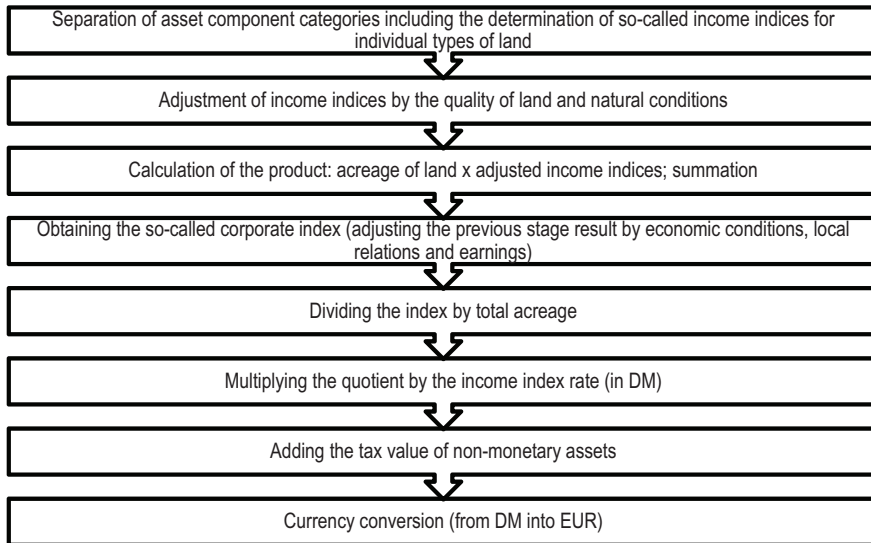 Separation of asset component categories including the determination of so-called income indices for
individual types of land
Adjustment of income indices by the quality of land and natural conditions
Calculation of the product: acreage of land x adjusted income indices; summation
Obtaining the so-called corporate index (adjusting the previous stage result by economic conditions, local
relations and earnings)
Dividing the index by total acreage
Multiplying the quotient by the income index rate (in DM)
Adding the tax value of non-monetary assets
Currency conversion (from DM into EUR)